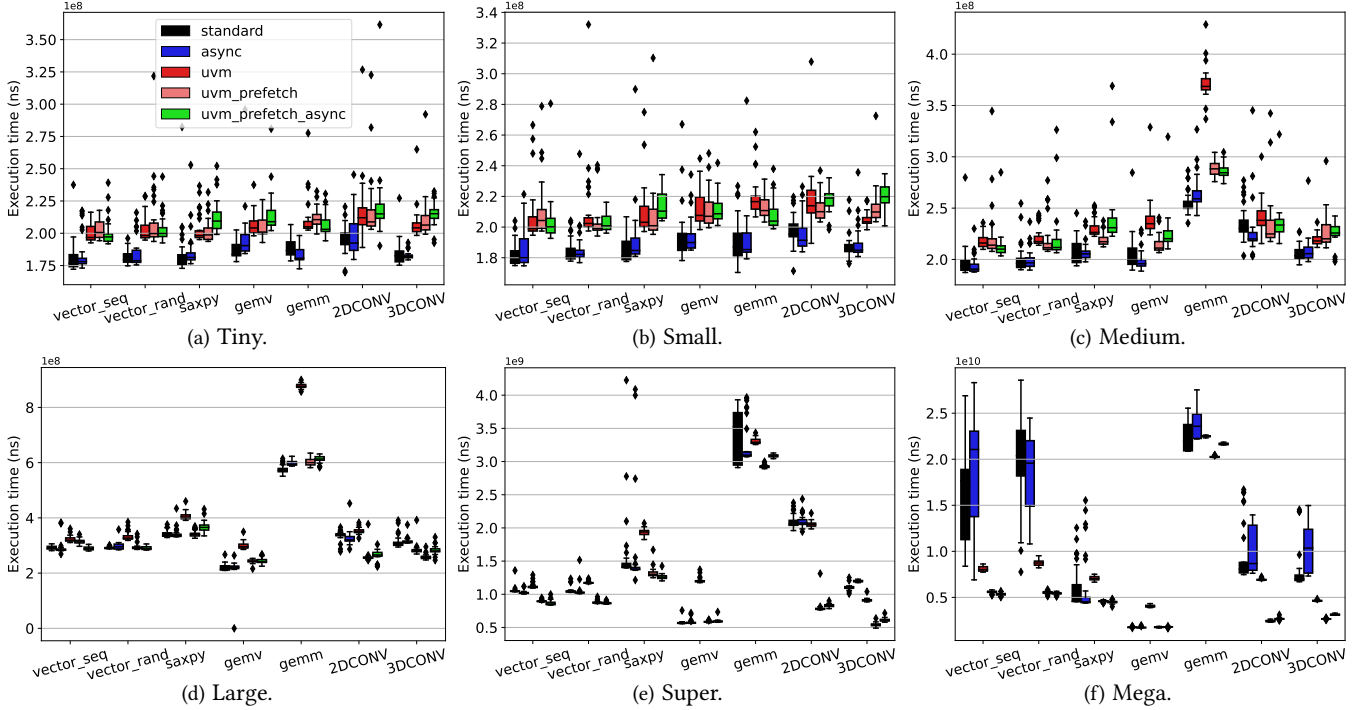 1e8
3.50
3.25
3.00
2.75
2.50
2.25
2.00
1.75
Execution time (ns)
standard
async
uvm
uvm_prefetch
uvm_prefetch_async
vector_seq
vector_rand
saxpy
gemv
gemm
2DCONV
3DCONV
(a) Tiny.
1e8
3.4
3.2
3.0
2.8
2.6
2.4
2.2
2.0
1.8
Execution time (ns)
vector_seq
vector_rand
saxpy
gemv
gemm
2DCONV
3DCONV
(b) Small.
1e8
4.0
3.5
3.0
2.5
2.0
Execution time (ns)
vector_seq
vector_rand
saxpy
gemv
gemm
2DCONV
3DCONV
(c) Medium.
1e8
8
6
4
2
0
Execution time (ns)
vector_seq
vector_rand
saxpy
gemv
gemm
2DCONV
3DCONV
(d) Large.
1e9
4.0
3.5
3.0
2.5
2.0
1.5
1.0
0.5
Execution time (ns)
vector_seq
vector_rand
saxpy
gemv
gemm
2DCONV
3DCONV
(e) Super.
1e10
2.5
2.0
1.5
1.0
0.5
Execution time (ns)
vector_seq
vector_rand
saxpy
gemv
gemm
2DCONV
3DCONV
(f) Mega.